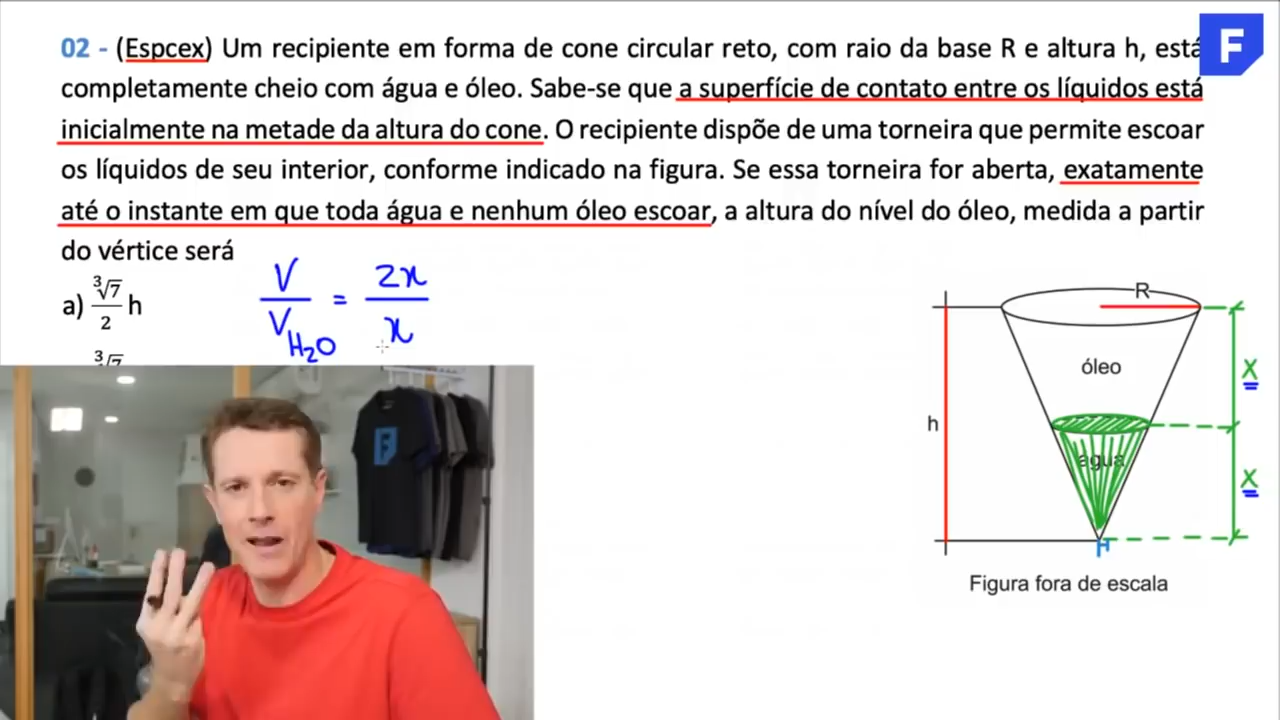 02 - (Espcex) Um recipiente em forma de cone circular reto, com raio da base R e altura h, está
completamente cheio com água e óleo. Sabe-se que a superfície de contato entre os líquidos está
inicialmente na metade da altura do cone. O recipiente dispõe de uma torneira que permite escoar
os líquidos de seu interior, conforme indicado na figura. Se essa torneira for aberta, exatamente
até o instante em que toda água e nenhum óleo escoar, a altura do nível do óleo, medida a partir
do vértice será
a) ∛7/2 h
V/V_H₂O = 2x/x
R
óleo
X
h
água
X
Figura fora de escala
F
F